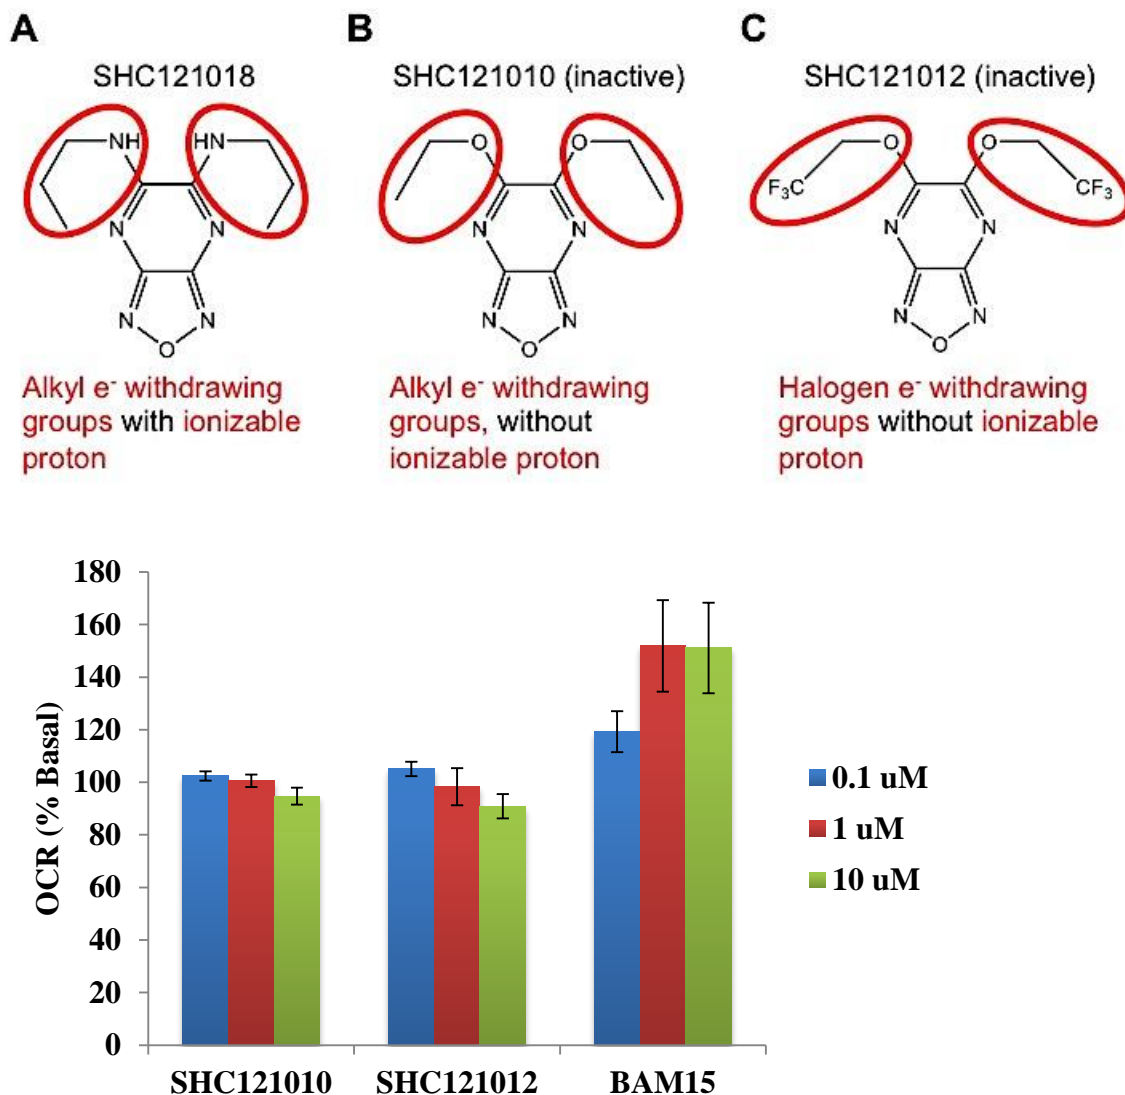 A
B
C
SHC121018
SHC121010 (inactive)
SHC121012 (inactive)
NH
HN
O
O
O
O
F₃C
CF₃
N
N
N
N
N
N
N
N
N
N
N
N
O
O
O
Alkyl e⁻ withdrawing
groups with ionizable
proton
Alkyl e⁻ withdrawing
groups, without
ionizable proton
Halogen e⁻ withdrawing
groups without ionizable
proton
OCR (% Basal)
180
160
140
120
100
80
60
40
20
0
SHC121010
SHC121012
BAM15
0.1 uM
1 uM
10 uM